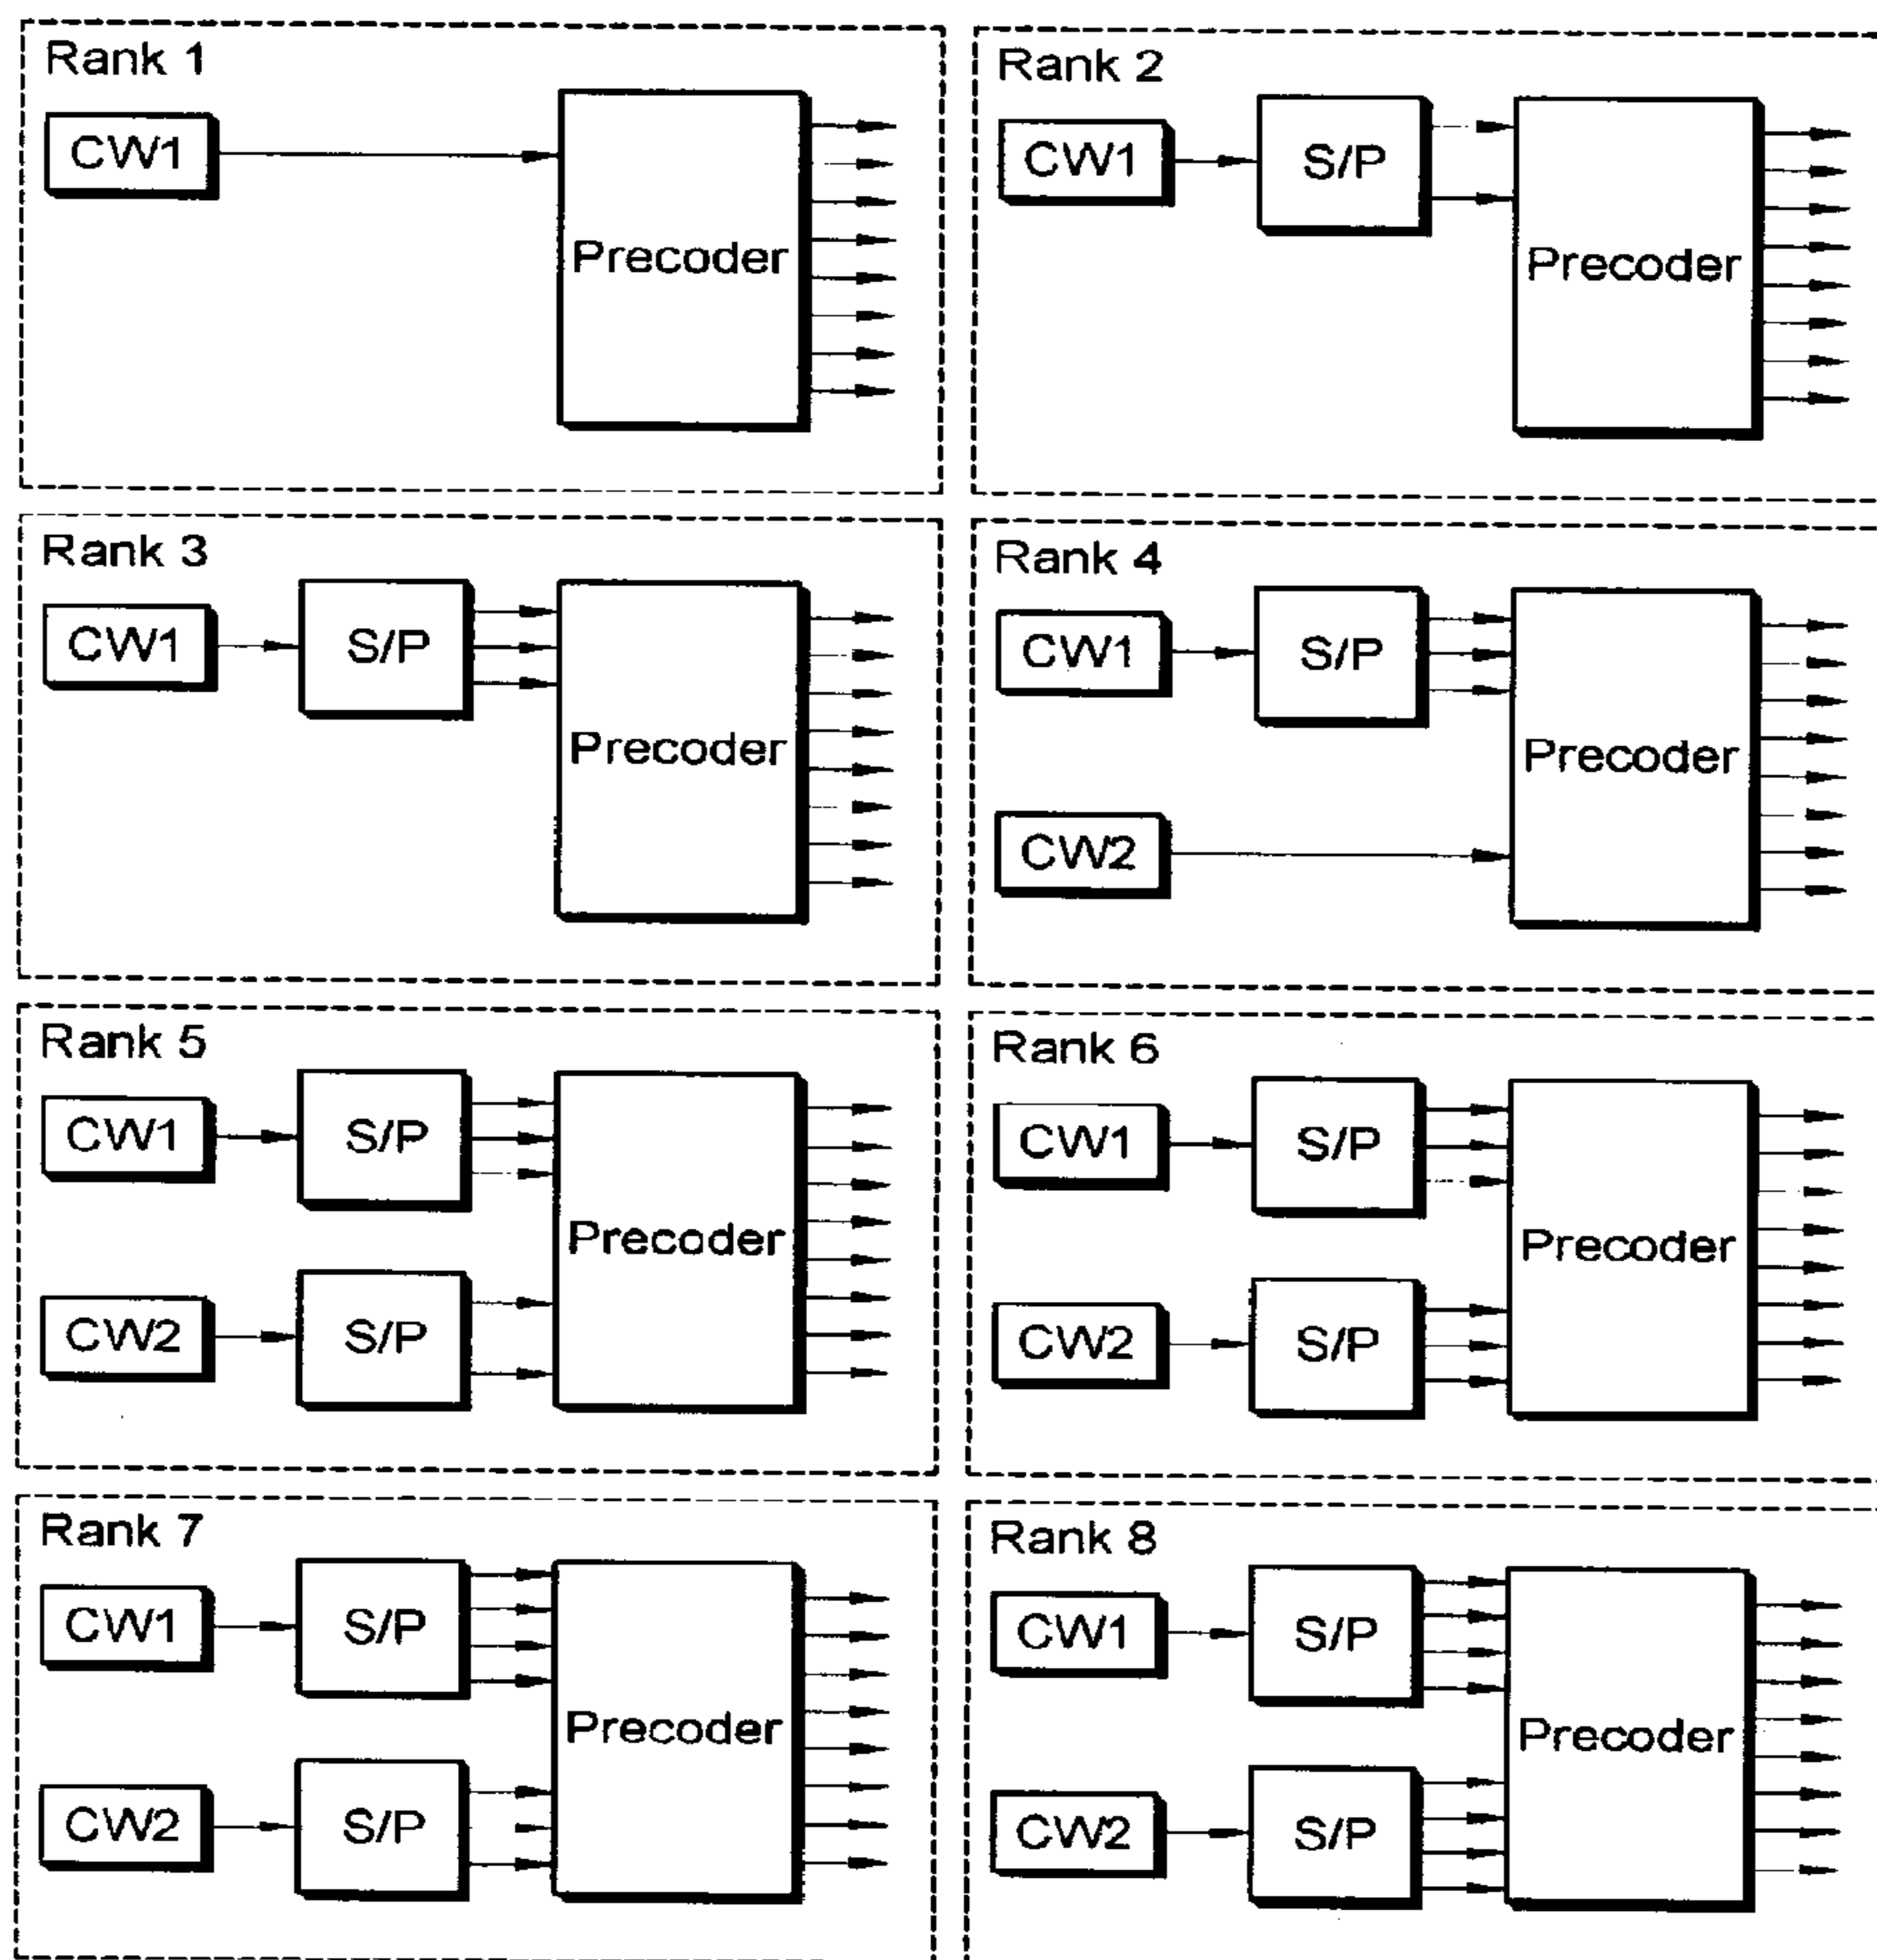 Rank 1
CW1
Precoder
Rank 2
CW1
S/P
Precoder
Rank 3
CW1
S/P
Precoder
Rank 4
CW1
S/P
Precoder
CW2
Rank 5
CW1
S/P
Precoder
CW2
S/P
Rank 6
CW1
S/P
Precoder
CW2
S/P
Rank 7
CW1
S/P
Precoder
CW2
S/P
Rank 8
CW1
S/P
Precoder
CW2
S/P